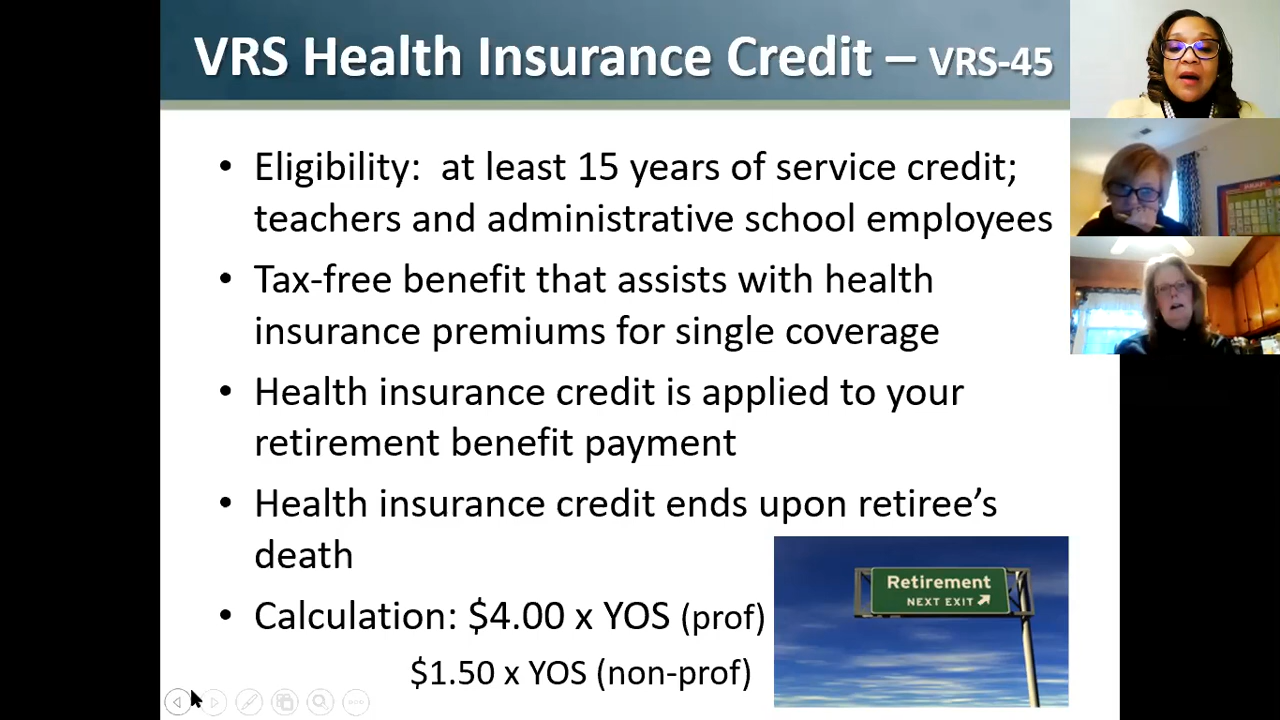 VRS Health Insurance Credit – VRS-45
• Eligibility:  at least 15 years of service credit;
teachers and administrative school employees
• Tax-free benefit that assists with health
insurance premiums for single coverage
• Health insurance credit is applied to your
retirement benefit payment
• Health insurance credit ends upon retiree’s
death
• Calculation: $4.00 x YOS (prof)
$1.50 x YOS (non-prof)
Retirement
NEXT EXIT